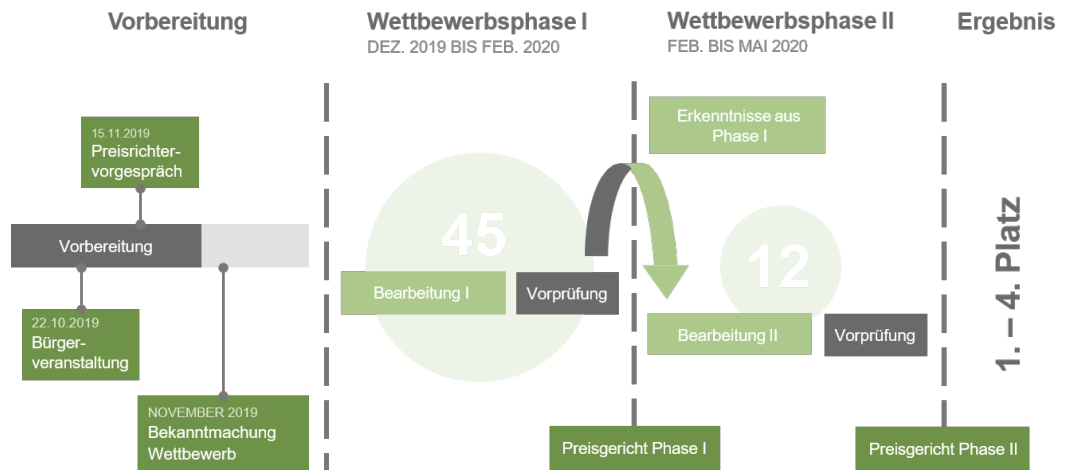 Vorbereitung
Wettbewerbsphase I
DEZ. 2019 BIS FEB. 2020
Wettbewerbsphase II
FEB. BIS MAI 2020
Ergebnis
15.11.2019
Preisrichter-
vorgespräch
Vorbereitung
22.10.2019
Bürger-
veranstaltung
NOVEMBER 2019
Bekanntmachung
Wettbewerb
45
Bearbeitung I
Vorprüfung
Preisgericht Phase I
Erkenntnisse aus
Phase I
12
Bearbeitung II
Vorprüfung
Preisgericht Phase II
1. – 4. Platz